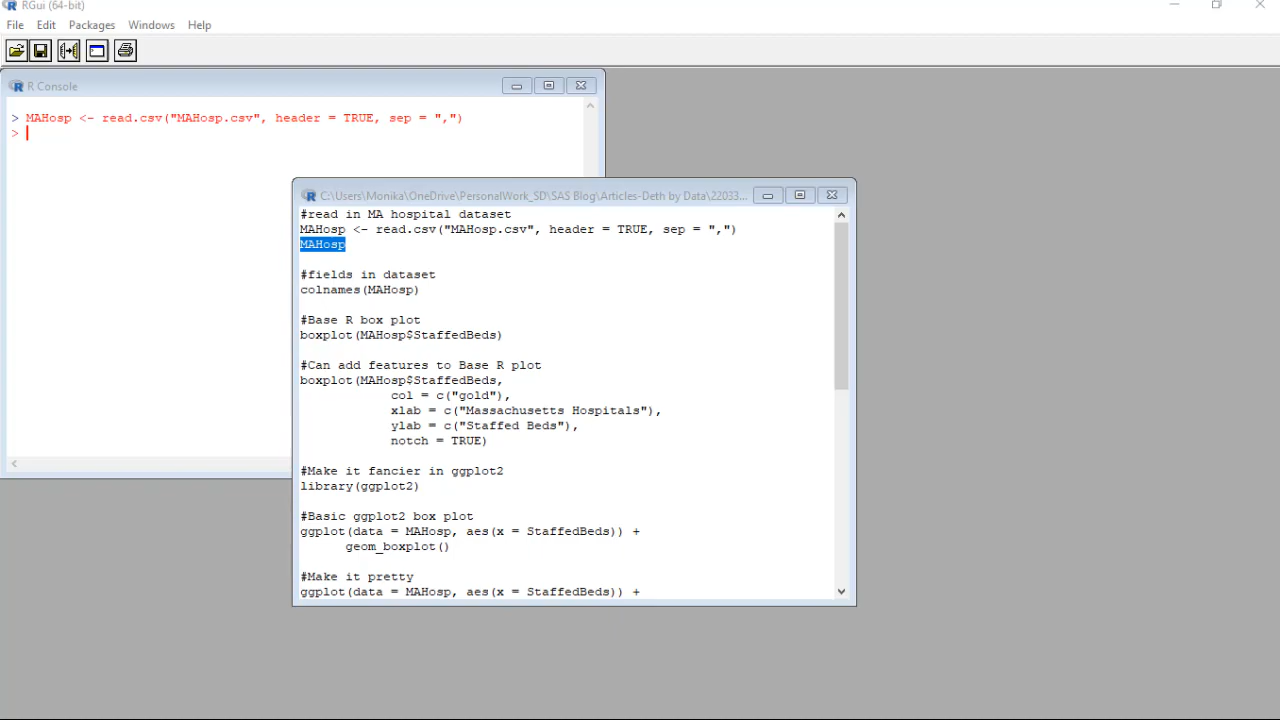 RGui (64-bit)
File Edit Packages Windows Help
R Console
> MAHosp <- read.csv("MAHosp.csv", header = TRUE, sep = ",")
>
C:\Users\Monika\OneDrive\PersonalWork_SD\SAS Blog\Articles-Deth by Data\22033...
#read in MA hospital dataset
MAHosp <- read.csv("MAHosp.csv", header = TRUE, sep = ",")
MAHosp
#fields in dataset
colnames(MAHosp)
#Base R box plot
boxplot(MAHosp$StaffedBeds)
#Can add features to Base R plot
boxplot(MAHosp$StaffedBeds,
col = c("gold"),
xlab = c("Massachusetts Hospitals"),
ylab = c("Staffed Beds"),
notch = TRUE)
#Make it fancier in ggplot2
library(ggplot2)
#Basic ggplot2 box plot
ggplot(data = MAHosp, aes(x = StaffedBeds)) +
geom_boxplot()
#Make it pretty
ggplot(data = MAHosp, aes(x = StaffedBeds)) +